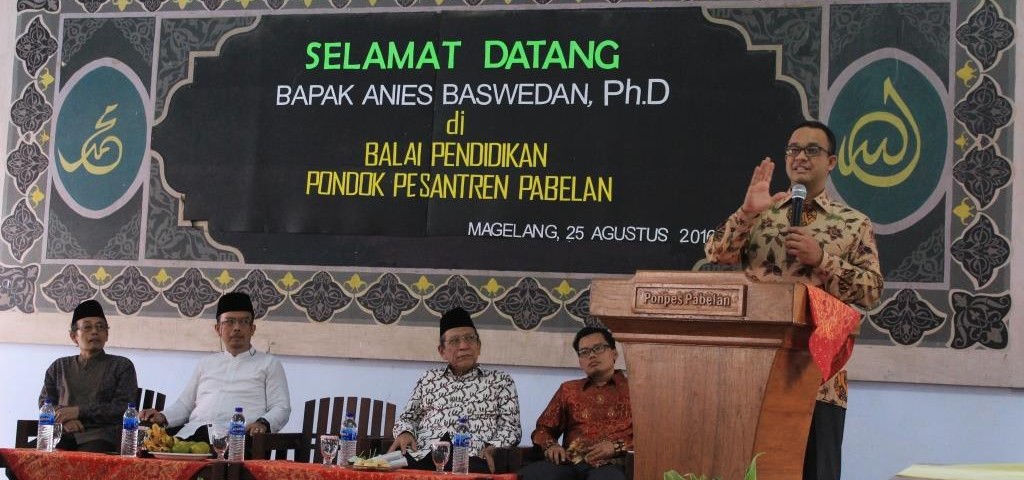 SELAMAT DATANG
BAPAK ANIES BASWEDAN, Ph.D
di
BALAI PENDIDIKAN
PONDOK PESANTREN PABELAN
MAGELANG, 25 AGUSTUS 2016
Ponpes Pabelan
محمد
الله